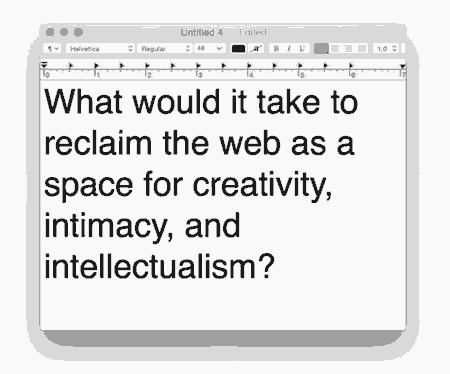 Untitled 4 — Edited
¶ Helvetica Regular 48 a B I U 1.0
0 1 2 3 4 5 6 7
What would it take to
reclaim the web as a
space for creativity,
intimacy, and
intellectualism?